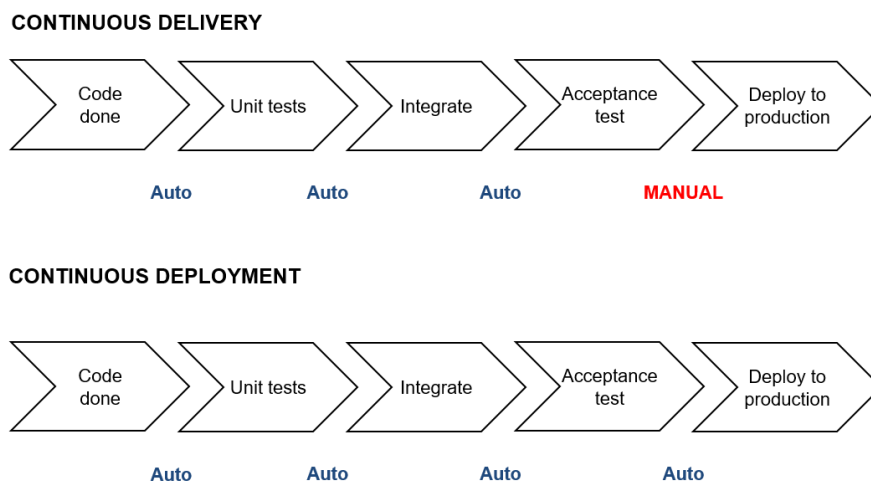 CONTINUOUS DELIVERY
Code
done
Unit tests
Integrate
Acceptance
test
Deploy to
production
Auto
Auto
Auto
MANUAL
CONTINUOUS DEPLOYMENT
Code
done
Unit tests
Integrate
Acceptance
test
Deploy to
production
Auto
Auto
Auto
Auto